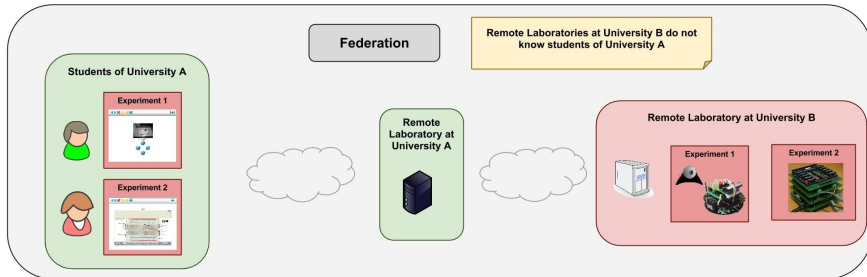 Federation
Remote Laboratories at University B do not
know students of University A
Students of University A
Experiment 1
Experiment 2
Remote
Laboratory at
University A
Remote Laboratory at University B
Experiment 1
Experiment 2